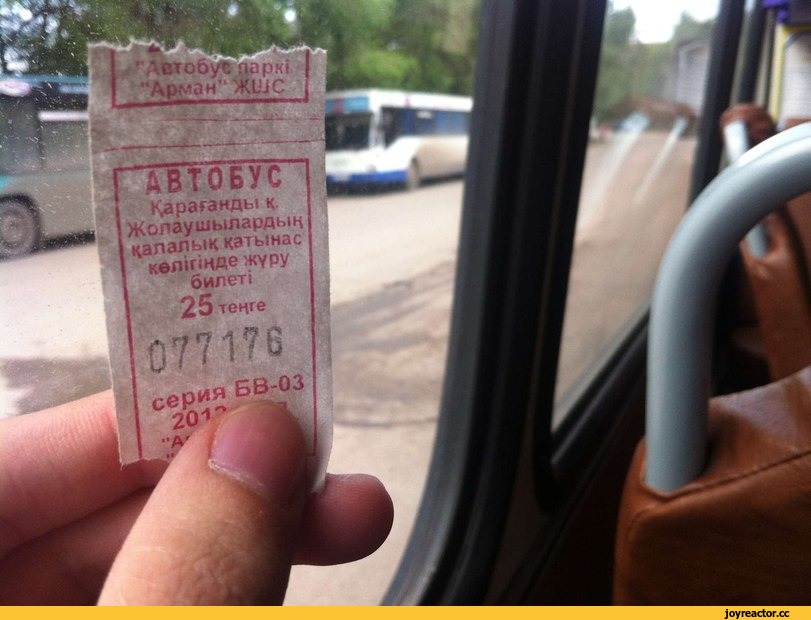 "Автобус паркі
"Арман" ЖШС
АВТОБУС
Қарағанды қ.
Жолаушылардың
қалалық қатынас
көлігінде жүру
билеті
25 теңге
077176
серия БВ-03
joyreactor.cc